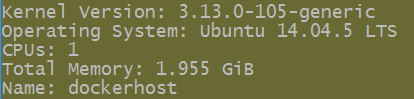 Kernel Version: 3.13.0-105-generic
Operating System: Ubuntu 14.04.5 LTS
CPUs: 1
Total Memory: 1.955 GiB
Name: dockerhost